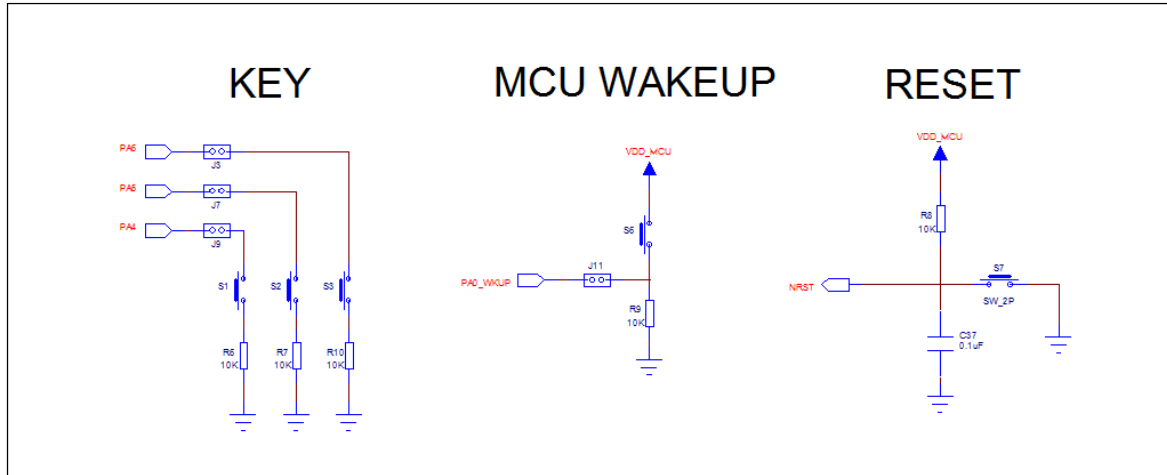 KEY
PA6
J3
PA5
J7
PA4
J9
S1
S2
S3
R6
10K
R7
10K
R10
10K
MCU WAKEUP
VDD_MCU
S6
PA0_WKUP
J11
R9
10K
RESET
VDD_MCU
R8
10K
NRST
S7
SW_2P
C37
0.1uF